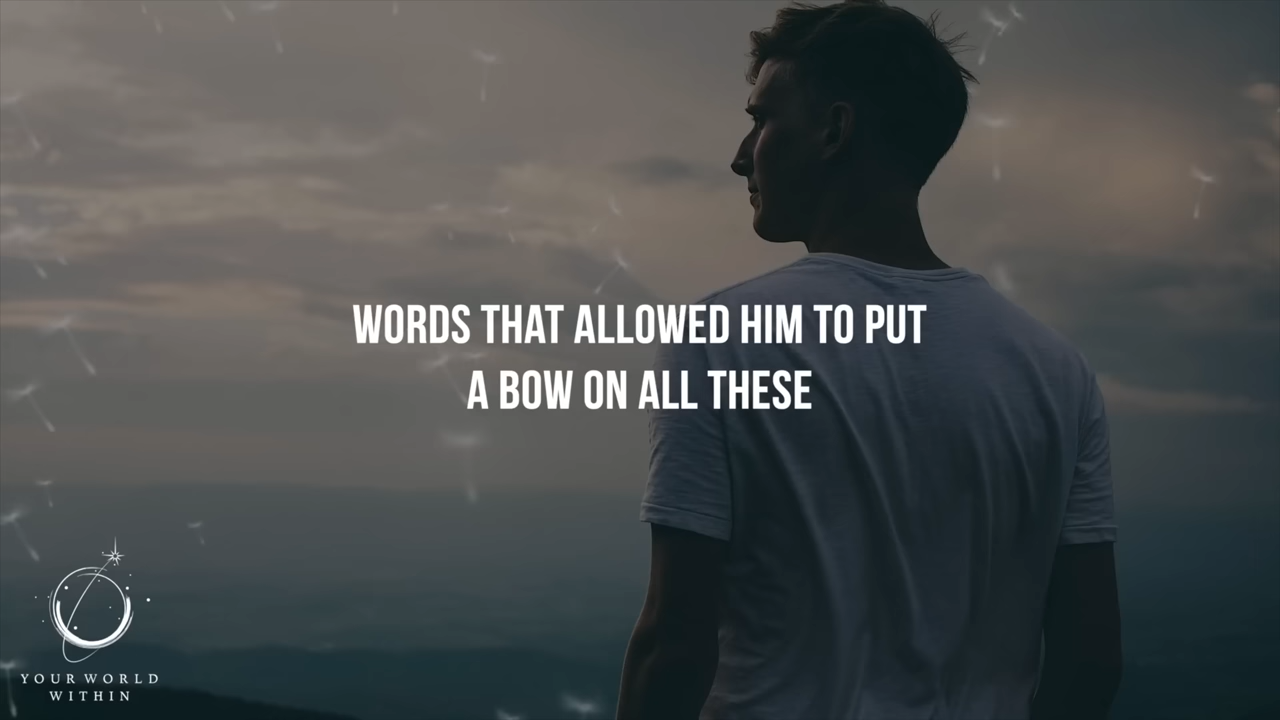 WORDS THAT ALLOWED HIM TO PUT
A BOW ON ALL THESE
YOUR WORLD
WITHIN